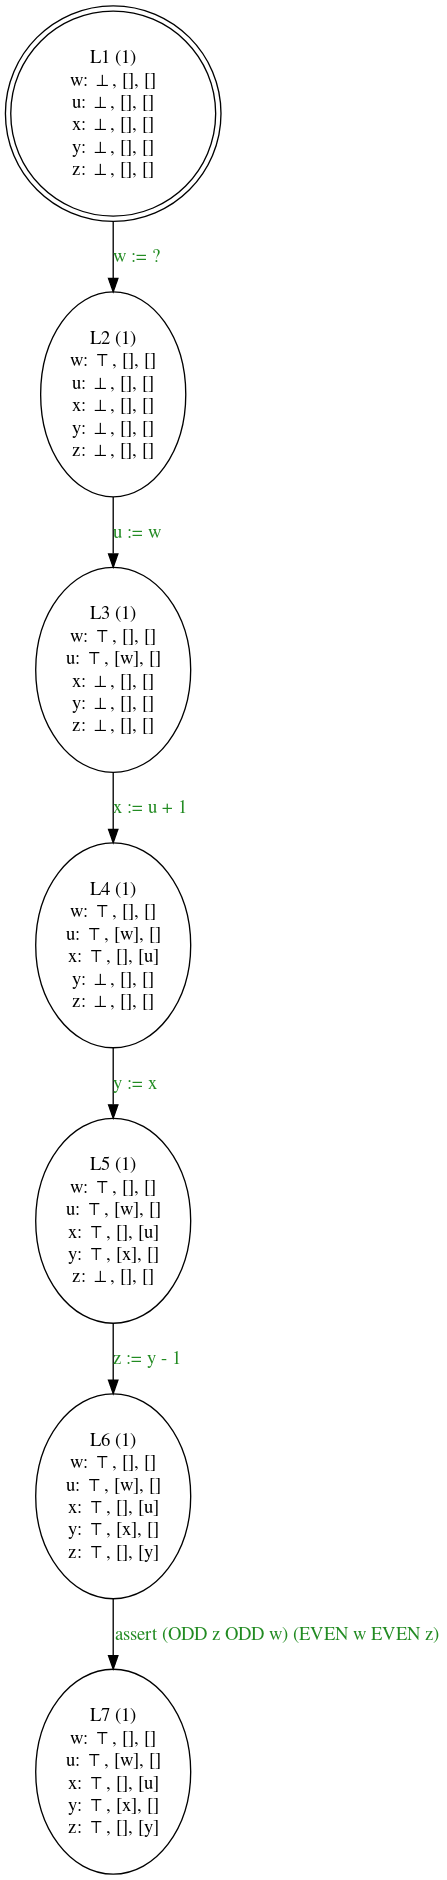 L1 (1)
w: ⊥, [], []
u: ⊥, [], []
x: ⊥, [], []
y: ⊥, [], []
z: ⊥, [], []
w := ?
L2 (1)
w: ⊤, [], []
u: ⊥, [], []
x: ⊥, [], []
y: ⊥, [], []
z: ⊥, [], []
u := w
L3 (1)
w: ⊤, [], []
u: ⊤, [w], []
x: ⊥, [], []
y: ⊥, [], []
z: ⊥, [], []
x := u + 1
L4 (1)
w: ⊤, [], []
u: ⊤, [w], []
x: ⊤, [], [u]
y: ⊥, [], []
z: ⊥, [], []
y := x
L5 (1)
w: ⊤, [], []
u: ⊤, [w], []
x: ⊤, [], [u]
y: ⊤, [x], []
z: ⊥, [], []
z := y - 1
L6 (1)
w: ⊤, [], []
u: ⊤, [w], []
x: ⊤, [], [u]
y: ⊤, [x], []
z: ⊤, [], [y]
assert (ODD z ODD w) (EVEN w EVEN z)
L7 (1)
w: ⊤, [], []
u: ⊤, [w], []
x: ⊤, [], [u]
y: ⊤, [x], []
z: ⊤, [], [y]